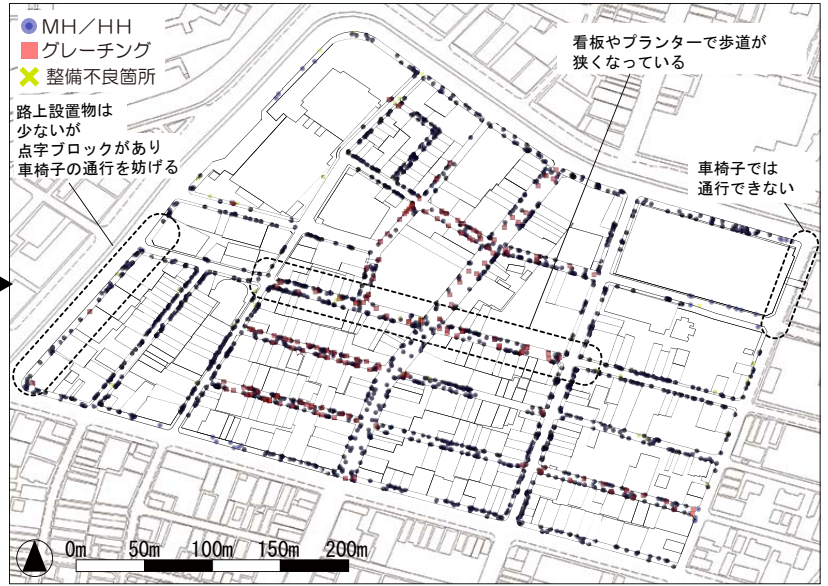 MH／HH
グレーチング
整備不良箇所
路上設置物は
少ないが
点字ブロックがあり
車椅子の通行を妨げる
看板やプランターで歩道が
狭くなっている
車椅子では
通行できない
0m 50m 100m 150m 200m